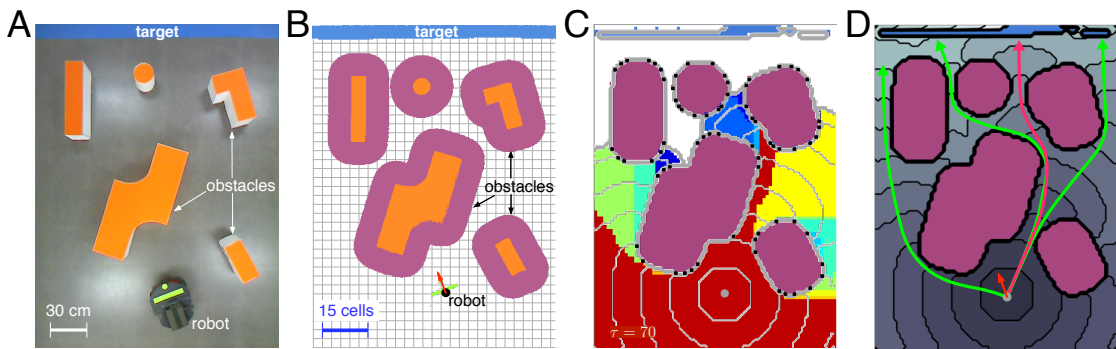 A
target
obstacles
30 cm
robot
B
target
obstacles
15 cells
robot
C
τ = 70
D